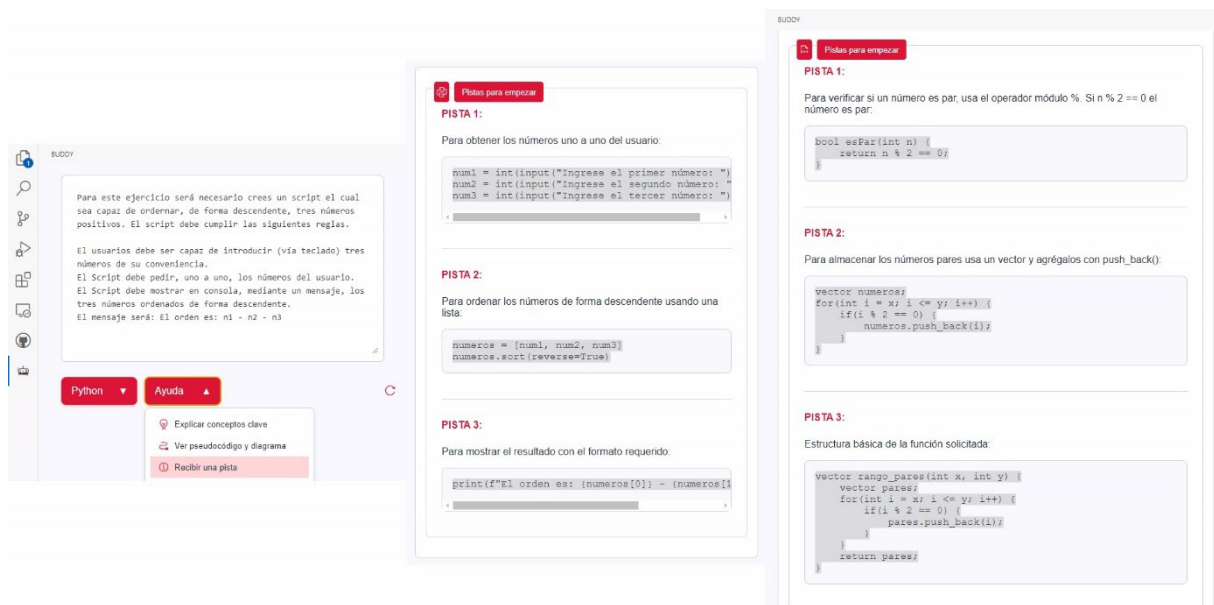 BUDDY
Para este ejercicio será necesario crees un script el cual
sea capaz de ordernar, de forma descendente, tres números
positivos. El script debe cumplir las siguientes reglas.
El usuarios debe ser capaz de introducir (vía teclado) tres
números de su conveniencia.
El Script debe pedir, uno a uno, los números del usuario.
El Script debe mostrar en consola, mediante un mensaje, los
tres números ordenados de forma descendente.
El mensaje será: El orden es: n1 - n2 - n3
Python
Ayuda
Explicar conceptos clave
Ver pseudocódigo y diagrama
Recibir una pista
Pistas para empezar
PISTA 1:
Para obtener los números uno a uno del usuario:
num1 = int(input("Ingrese el primer número: ")
num2 = int(input("Ingrese el segundo número: "
num3 = int(input("Ingrese el tercer número: ")
PISTA 2:
Para ordenar los números de forma descendente usando una
lista:
numeros = [num1, num2, num3]
numeros.sort(reverse=True)
PISTA 3:
Para mostrar el resultado con el formato requerido:
print(f"El orden es: {numeros[0]} - {numeros[1
BUDDY
Pistas para empezar
PISTA 1:
Para verificar si un número es par, usa el operador módulo %. Si n % 2 == 0 el
número es par:
bool esPar(int n) {
    return n % 2 == 0;
}
PISTA 2:
Para almacenar los números pares usa un vector y agrégalos con push_back():
vector numeros;
for(int i = x; i <= y; i++) {
    if(i % 2 == 0) {
        numeros.push_back(i);
    }
}
PISTA 3:
Estructura básica de la función solicitada:
vector rango_pares(int x, int y) {
    vector pares;
    for(int i = x; i <= y; i++) {
        if(i % 2 == 0) {
            pares.push_back(i);
        }
    }
    return pares;
}